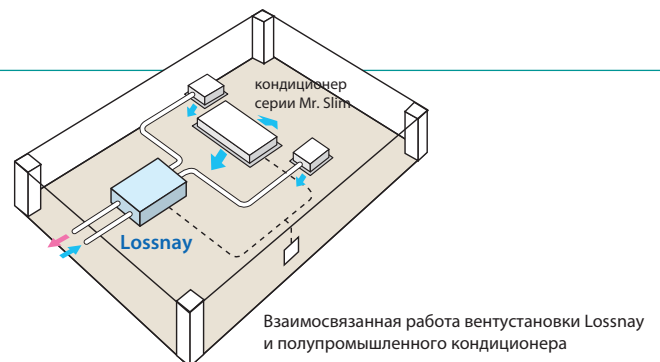 кондиционер
серии Mr. Slim
Lossnay
Взаимосвязанная работа вентустановки Lossnay
и полупромышленного кондиционера